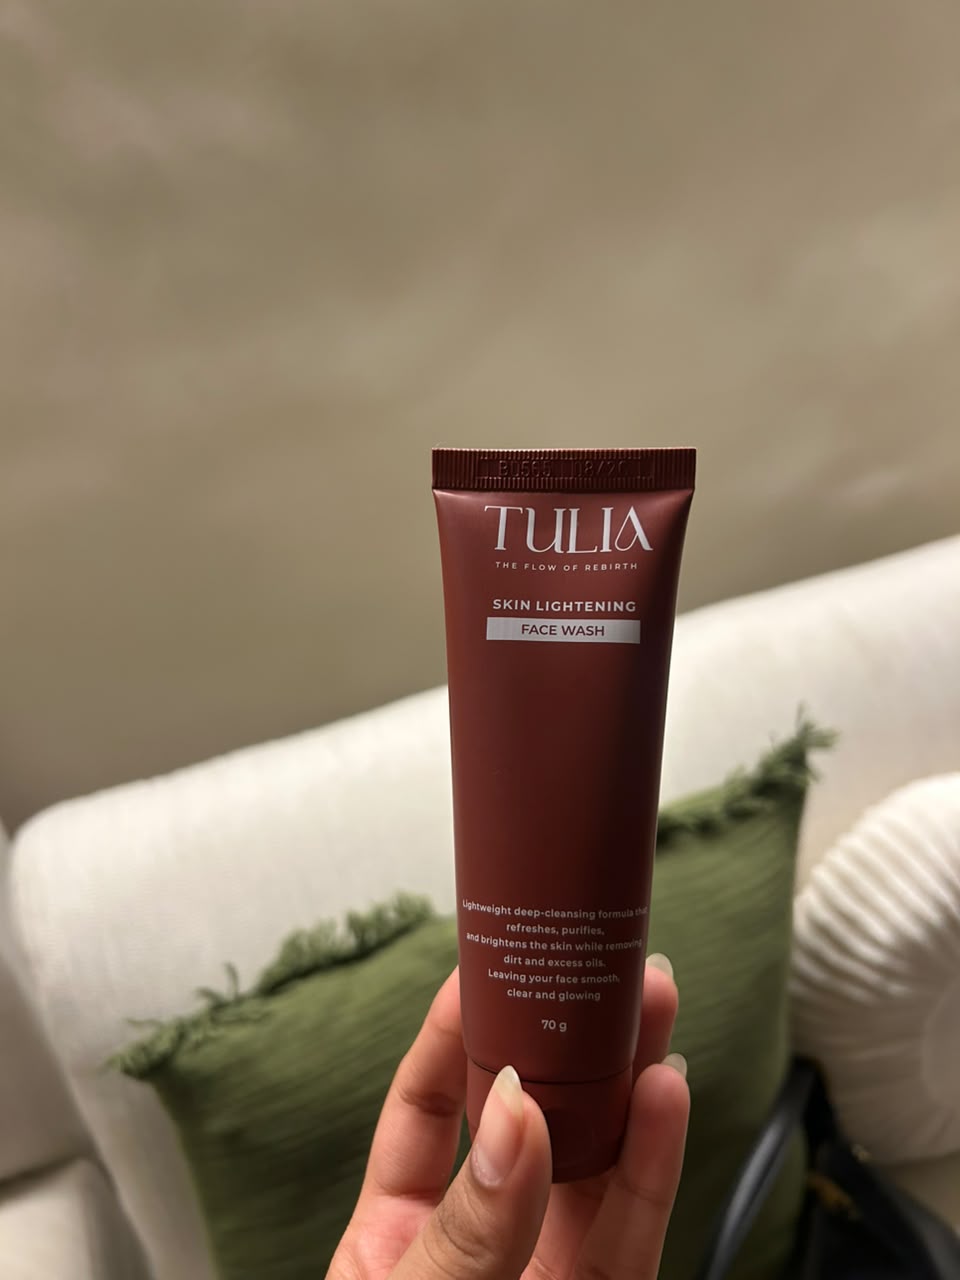 TULIA
THE FLOW OF REBIRTH
SKIN LIGHTENING
FACE WASH
Lightweight deep-cleansing formula that
refreshes, purifies,
and brightens the skin while removing
dirt and excess oils.
Leaving your face smooth,
clear and glowing
70 g